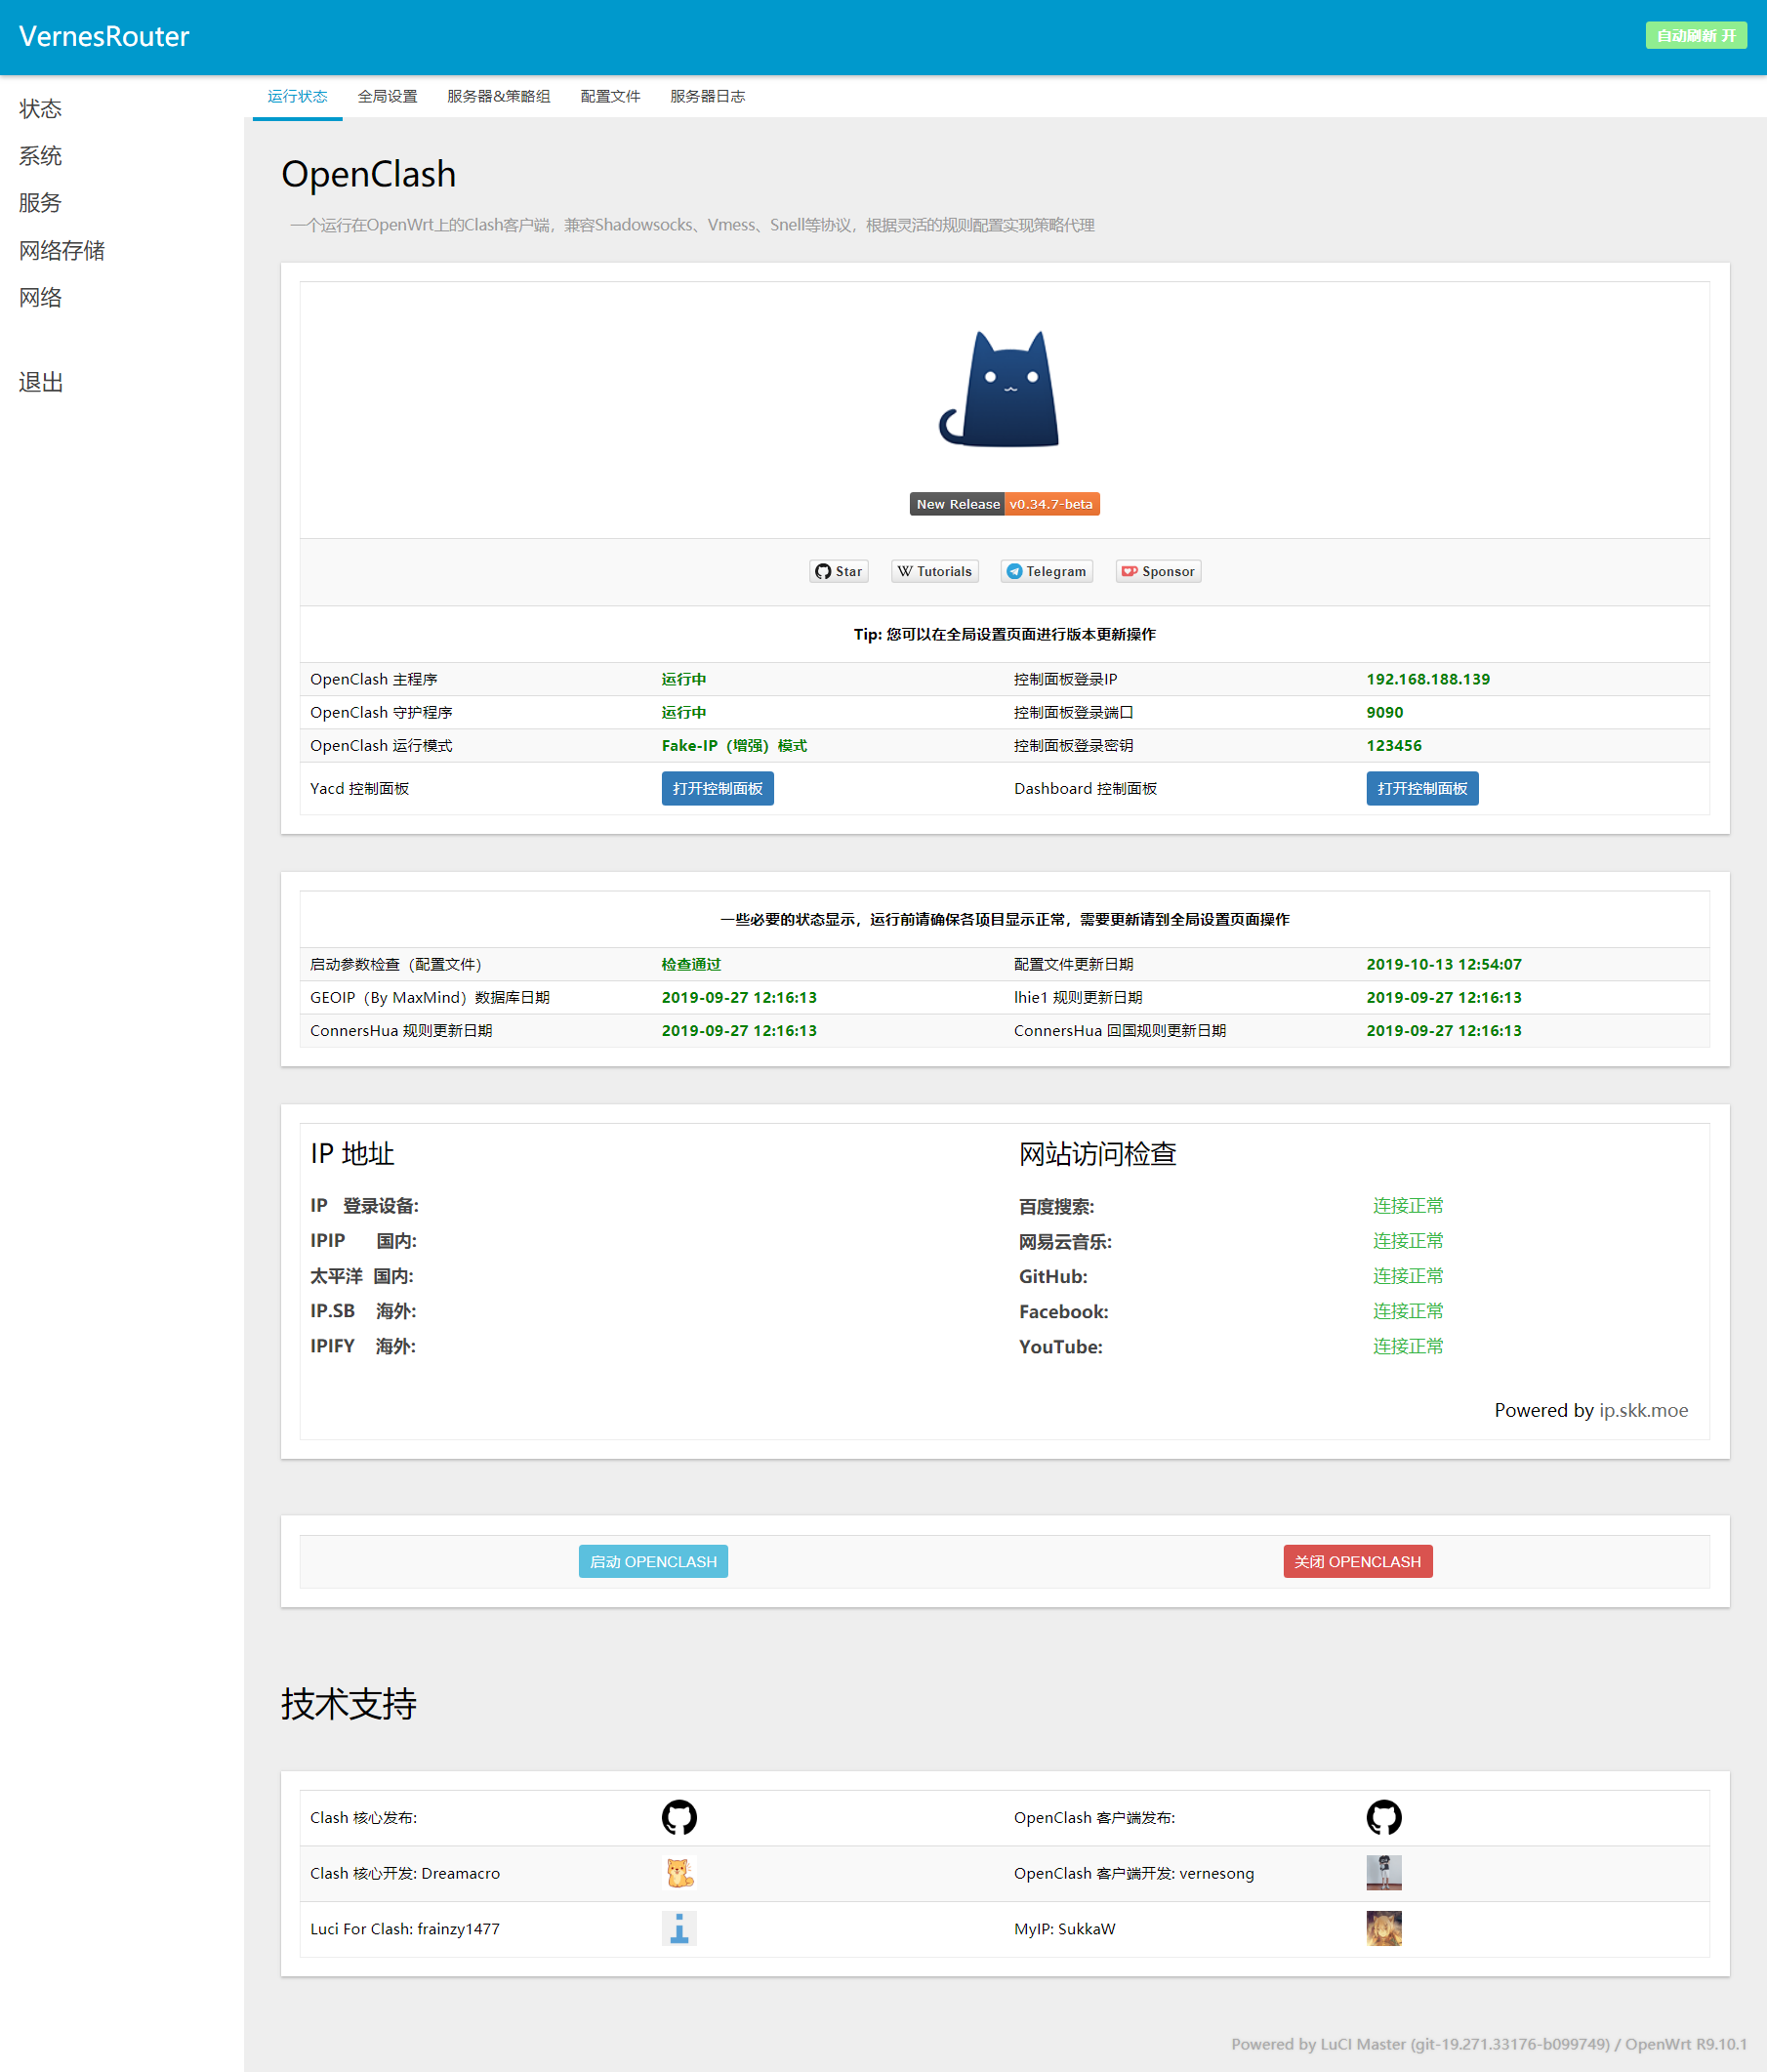 VernesRouter
自动刷新 开
状态
系统
服务
网络存储
网络
退出
运行状态 全局设置 服务器&策略组 配置文件 服务器日志
OpenClash
一个运行在OpenWrt上的Clash客户端，兼容Shadowsocks、Vmess、Snell等协议，根据灵活的规则配置实现策略代理
New Release v0.34.7-beta
Star Tutorials Telegram Sponsor
Tip: 您可以在全局设置页面进行版本更新操作
OpenClash 主程序 运行中 控制面板登录IP 192.168.188.139
OpenClash 守护程序 运行中 控制面板登录端口 9090
OpenClash 运行模式 Fake-IP（增强）模式 控制面板登录密钥 123456
Yacd 控制面板 打开控制面板 Dashboard 控制面板 打开控制面板
一些必要的状态显示，运行前请确保各项目显示正常，需要更新请到全局设置页面操作
启动参数检查（配置文件） 检查通过 配置文件更新日期 2019-10-13 12:54:07
GEOIP（By MaxMind）数据库日期 2019-09-27 12:16:13 lhie1 规则更新日期 2019-09-27 12:16:13
ConnersHua 规则更新日期 2019-09-27 12:16:13 ConnersHua 回国规则更新日期 2019-09-27 12:16:13
IP 地址
IP 登录设备:
IPIP 国内:
太平洋 国内:
IP.SB 海外:
IPIFY 海外:
网站访问检查
百度搜索: 连接正常
网易云音乐: 连接正常
GitHub: 连接正常
Facebook: 连接正常
YouTube: 连接正常
Powered by ip.skk.moe
启动 OPENCLASH 关闭 OPENCLASH
技术支持
Clash 核心发布: OpenClash 客户端发布:
Clash 核心开发: Dreamacro OpenClash 客户端开发: vernesong
Luci For Clash: frainzy1477 MyIP: SukkaW
Powered by LuCI Master (git-19.271.33176-b099749) / OpenWrt R9.10.1